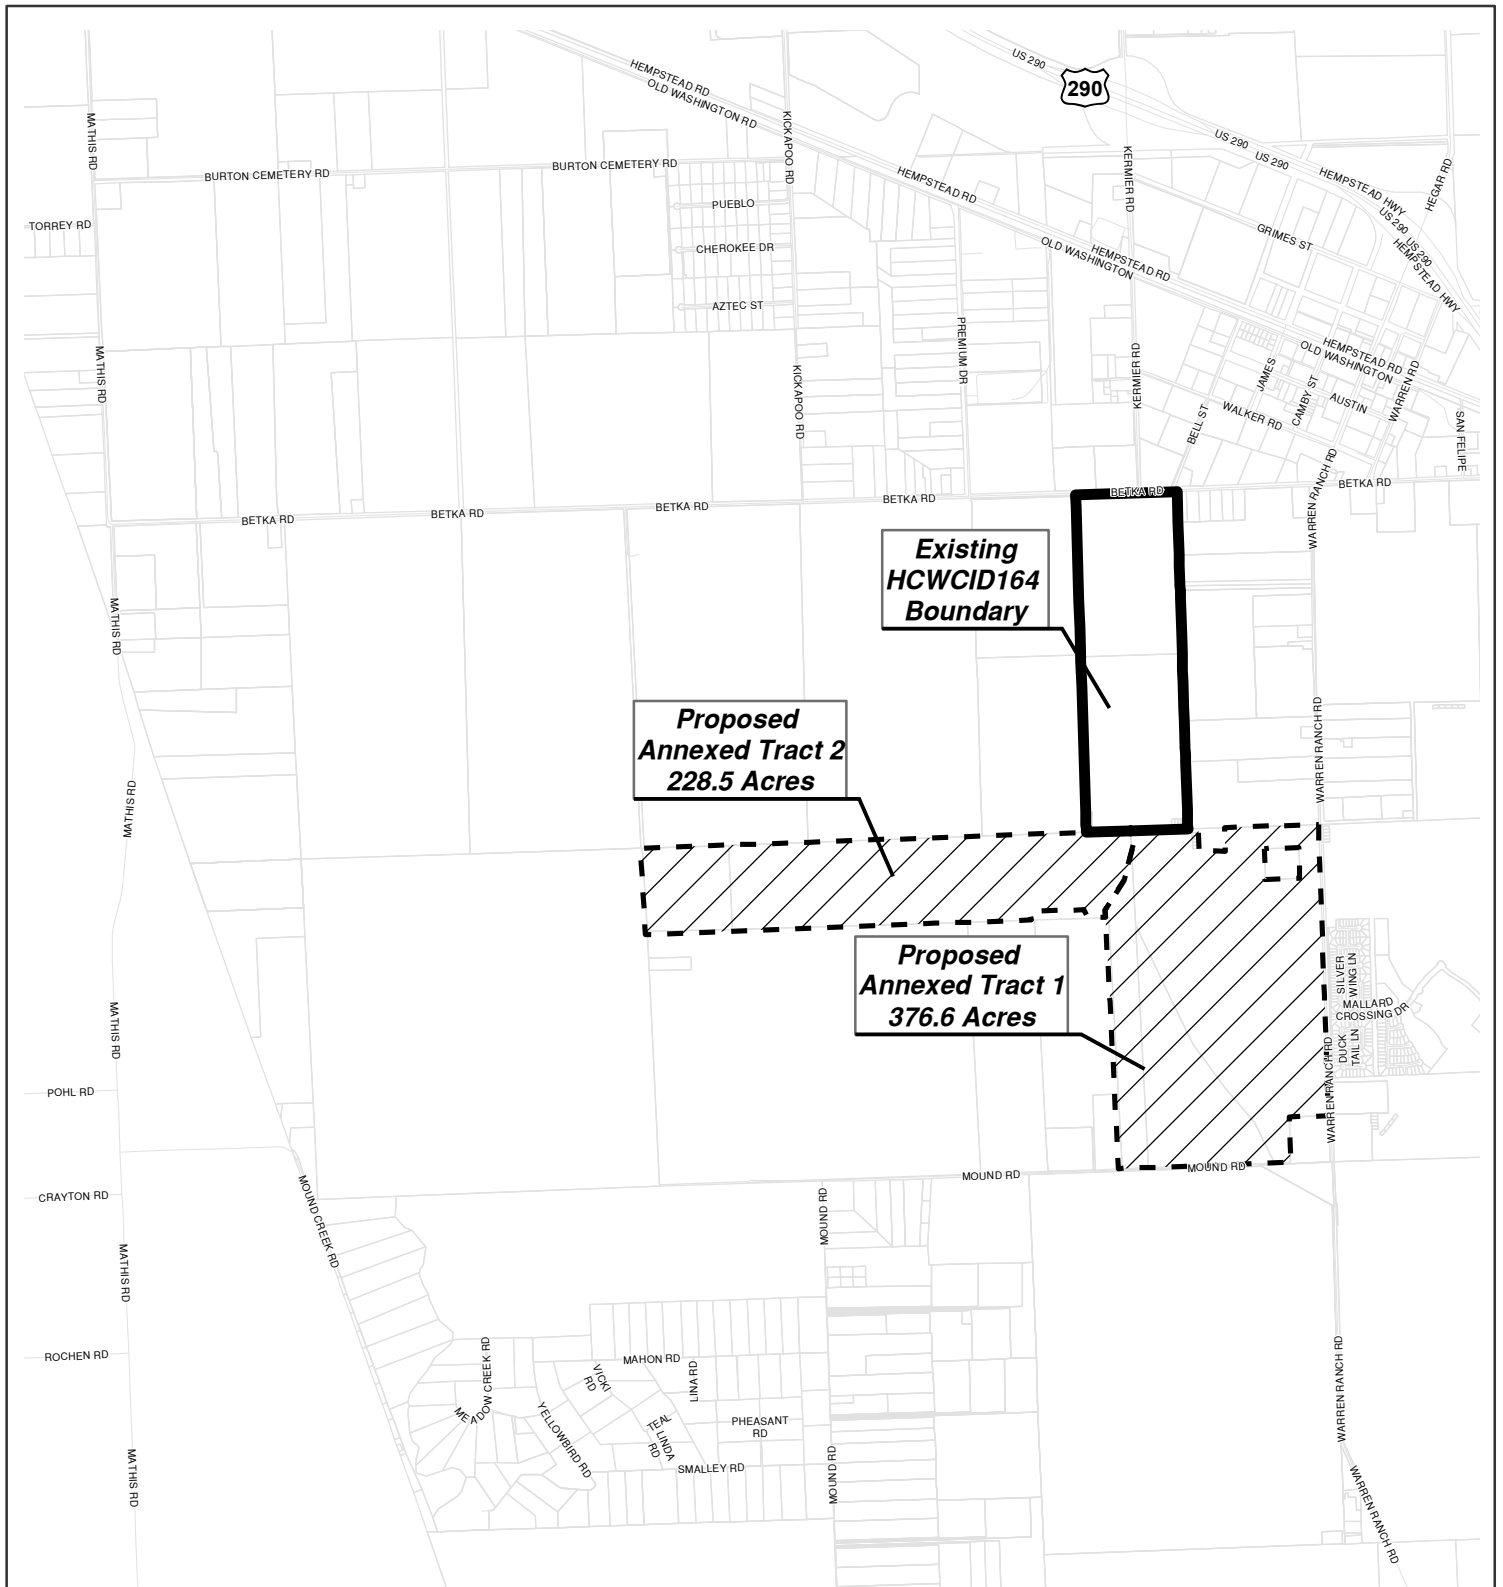 US 290
290
HEMPSTEAD RD
OLD WASHINGTON RD
MATHIS RD
KICKAPOO RD
KERMIER RD
US 290
US 290
HEMPSTEAD HWY
HEGAR RD
BURTON CEMETERY RD
BURTON CEMETERY RD
HEMPSTEAD RD
US 290
US 290
HEMPSTEAD HWY
PUEBLO
TORREY RD
GRIMES ST
CHEROKEE DR
OLD WASHINGTON
HEMPSTEAD RD
AZTEC ST
PREMIUM DR
KERMIER RD
MATHIS RD
KICKAPOO RD
HEMPSTEAD RD
OLD WASHINGTON
JAMES
CAMBY ST
AUSTIN
WARREN RD
WALKER RD
BELL ST
SAN FELIPE
BETKA RD
BETKA RD
BETKA RD
BETKA RD
BETKA RD
BETKA RD
WARREN RANCH RD
WARREN RANCH RD
Existing
HCWCID164
Boundary
MATHIS RD
Proposed
Annexed Tract 2
228.5 Acres
WARREN RANCH RD
MATHIS RD
Proposed
Annexed Tract 1
376.6 Acres
SILVER
WING LN
MALLARD
CROSSING DR
DUCK
TAIL LN
MATHIS RD
WARREN RANCH RD
WARREN RANCH RD
POHL RD
MOUND RD
MOUND RD
CRAYTON RD
MOUND CREEK RD
MOUND RD
MATHIS RD
ROCHEN RD
MEADOW CREEK RD
MAHON RD
VICKI
RD
LINA RD
WARREN RANCH RD
YELLOWBIRD RD
TEAL
LINDA
RD
PHEASANT
RD
SMALLEY RD
MOUND RD
MATHIS RD
WARREN RANCH RD